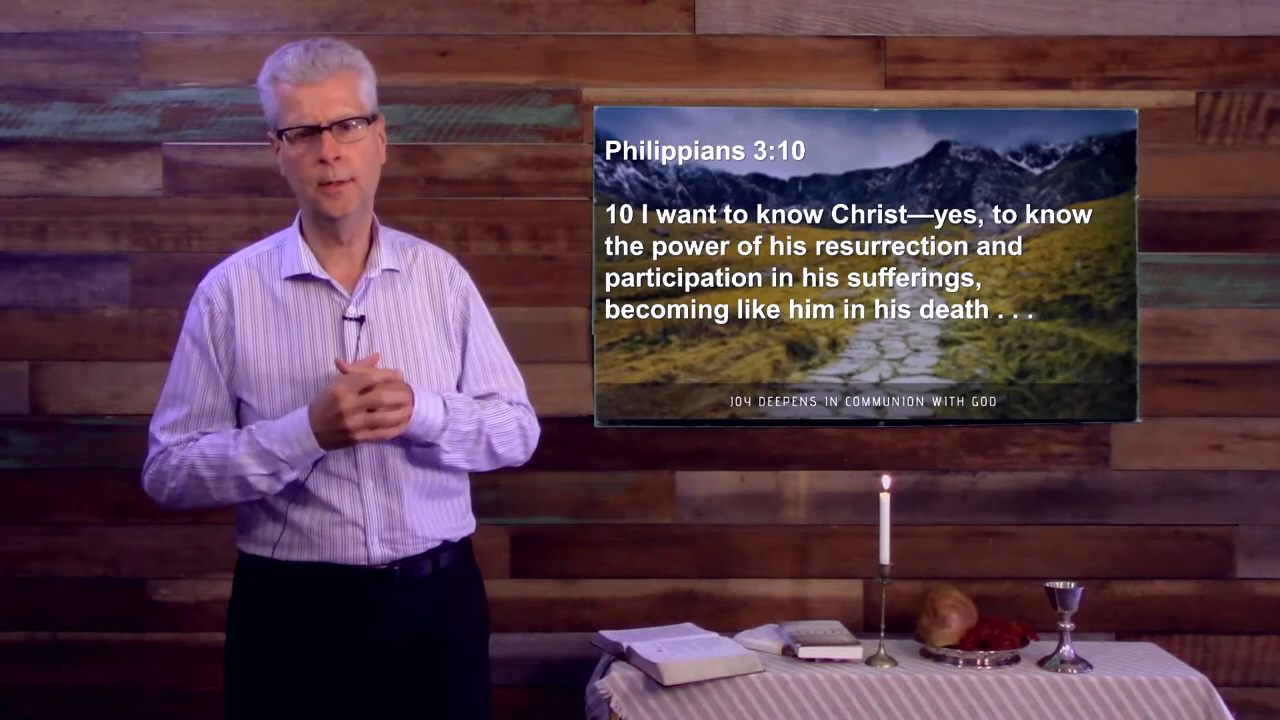 Philippians 3:10
10 I want to know Christ—yes, to know
the power of his resurrection and
participation in his sufferings,
becoming like him in his death . . .
JOY DEEPENS IN COMMUNION WITH GOD